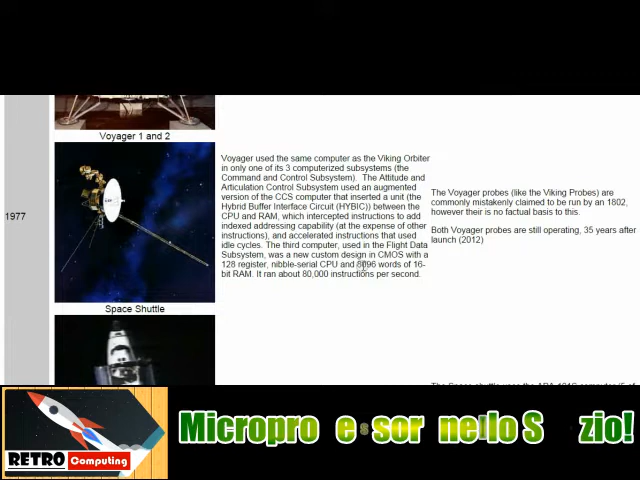 Voyager 1 and 2
1977
Voyager used the same computer as the Viking Orbiter
in only one of its 3 computerized subsystems (the
Command and Control Subsystem). The Attitude and
Articulation Control Subsystem used an augmented
version of the CCS computer that inserted a unit (the
Hybrid Buffer Interface Circuit (HYBIC)) between the
CPU and RAM, which intercepted instructions to add
indexed addressing capability (at the expense of other
instructions), and accelerated instructions that used
idle cycles. The third computer, used in the Flight Data
Subsystem, was a new custom design in CMOS with a
128 register, nibble-serial CPU and 8096 words of 16-
bit RAM. It ran about 80,000 instructions per second.
The Voyager probes (like the Viking Probes) are
commonly mistakenly claimed to be run by an 1802,
however their is no factual basis to this.
Both Voyager probes are still operating, 35 years after
launch (2012)
Space Shuttle
RETRO Computing
Micropro e s sor nello S zio!